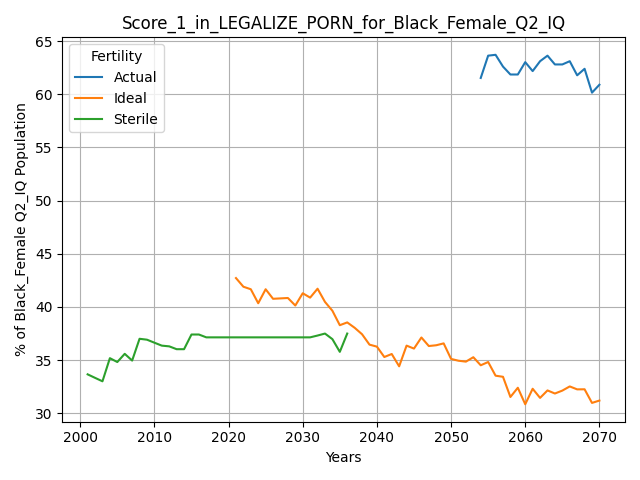 Score_1_in_LEGALIZE_PORN_for_Black_Female_Q2_IQ
% of Black_Female Q2_IQ Population
65
60
55
50
45
40
35
30
Fertility
Actual
Ideal
Sterile
2000 2010 2020 2030 2040 2050 2060 2070
Years